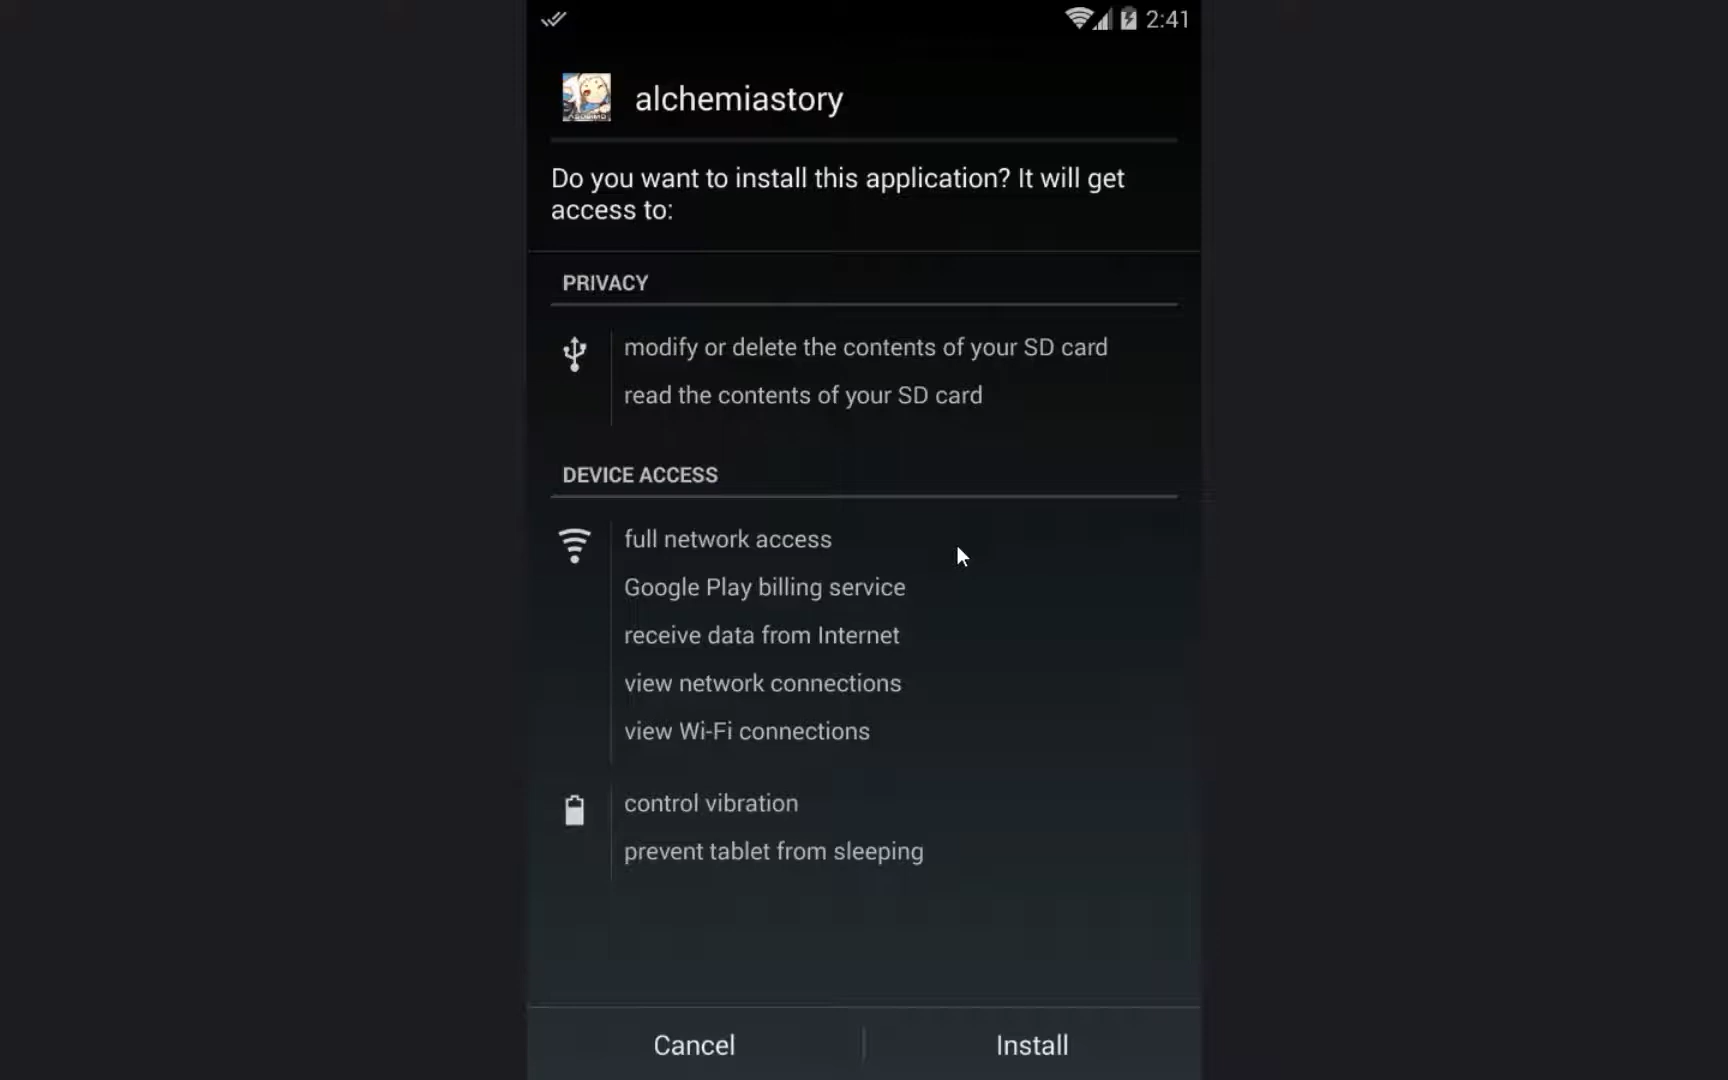 2:41
alchemiastory
Do you want to install this application? It will get
access to:
PRIVACY
modify or delete the contents of your SD card
read the contents of your SD card
DEVICE ACCESS
full network access
Google Play billing service
receive data from Internet
view network connections
view Wi-Fi connections
control vibration
prevent tablet from sleeping
Cancel
Install